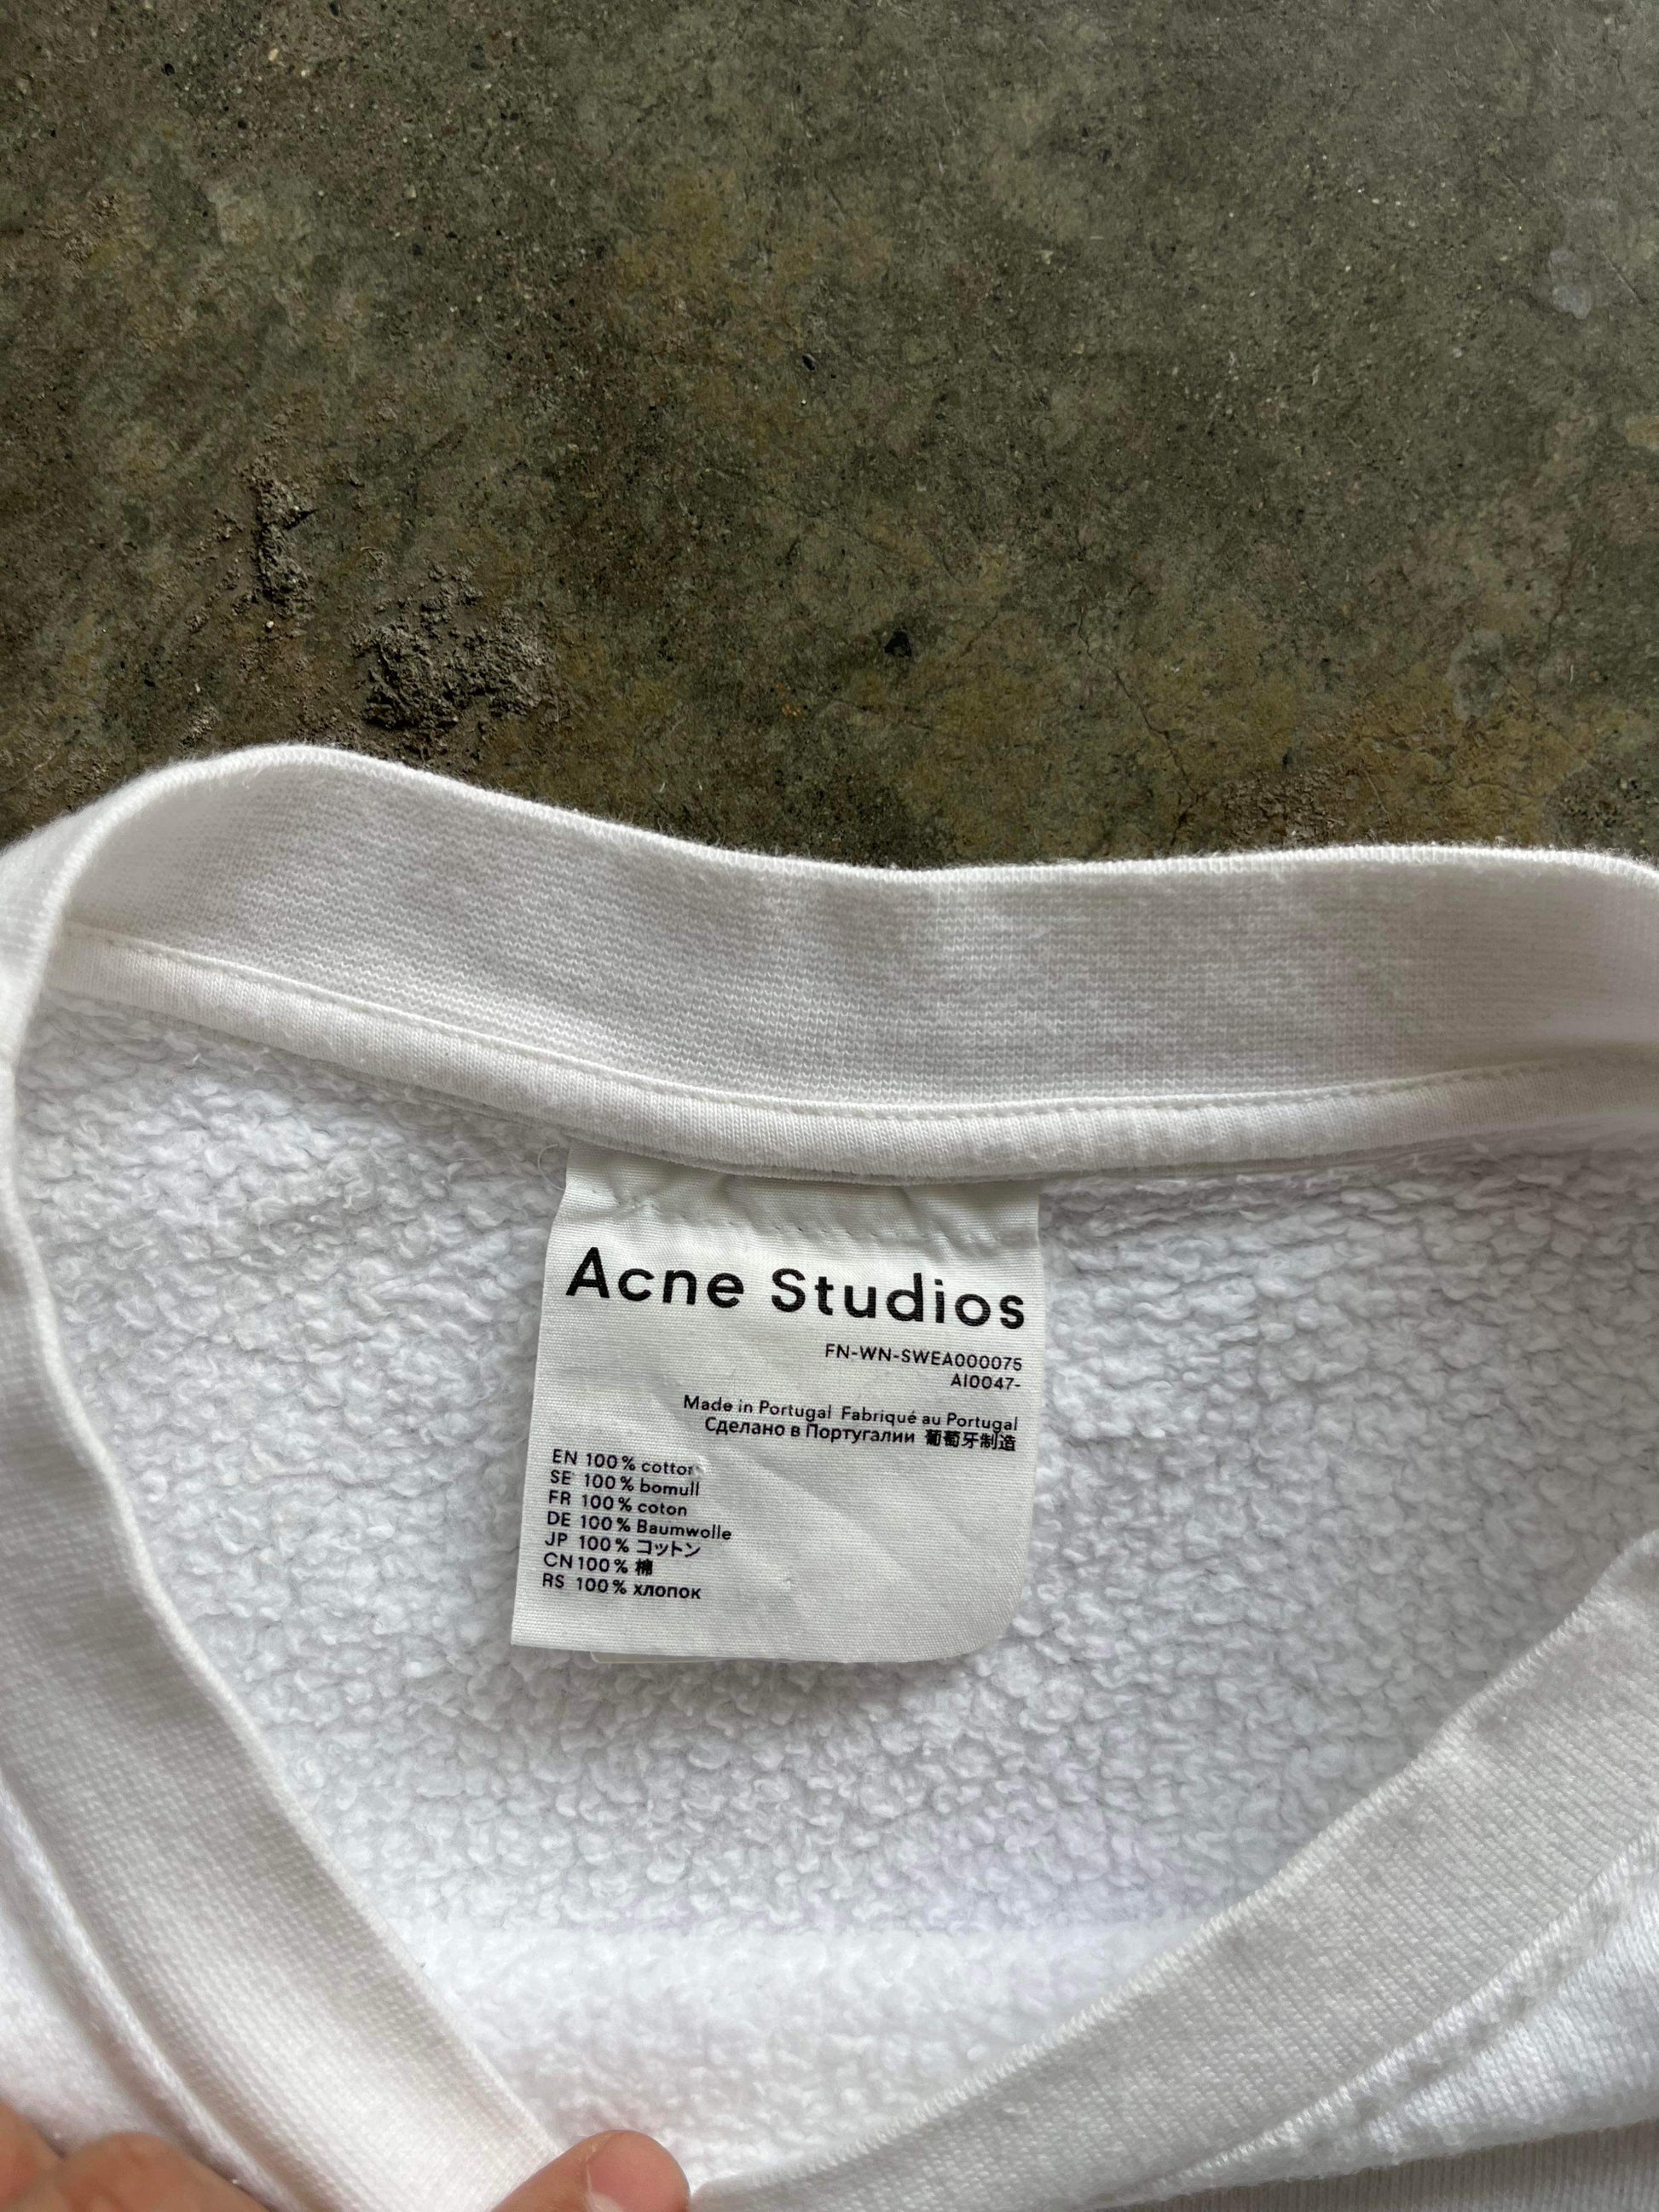 Acne Studios
FN-WN-SWEA000075
AI0047-
Made in Portugal Fabriqué au Portugal
Сделано в Португалии 葡萄牙制造
EN 100% cotton
SE 100% bomull
FR 100% coton
DE 100% Baumwolle
JP 100% コットン
CN 100% 棉
RS 100% хлопок